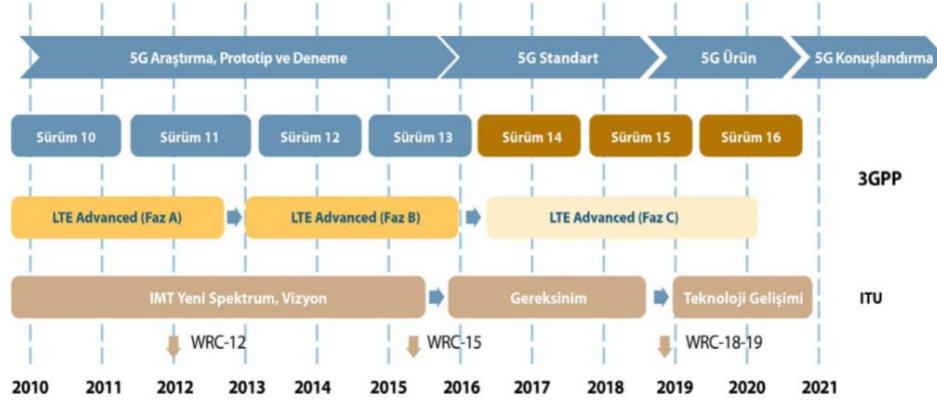 5G Araştırma, Prototip ve Deneme
5G Standart
5G Ürün
5G Konuşlandırma
Sürüm 10
Sürüm 11
Sürüm 12
Sürüm 13
Sürüm 14
Sürüm 15
Sürüm 16
3GPP
LTE Advanced (Faz A)
LTE Advanced (Faz B)
LTE Advanced (Faz C)
IMT Yeni Spektrum, Vizyon
Gereksinim
Teknoloji Gelişimi
ITU
WRC-12
WRC-15
WRC-18-19
2010
2011
2012
2013
2014
2015
2016
2017
2018
2019
2020
2021